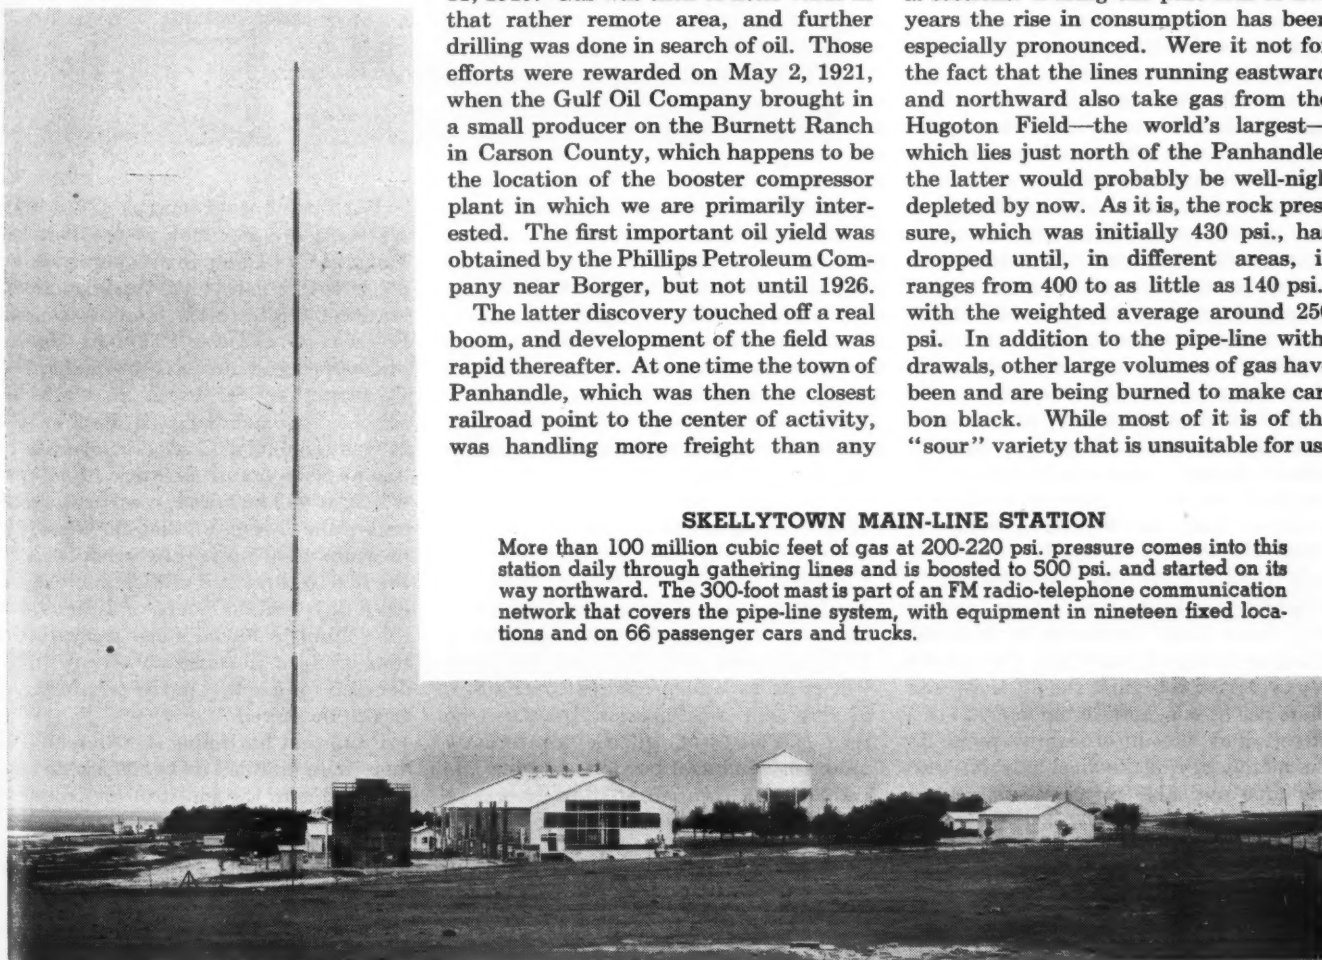 that rather remote area, and further
drilling was done in search of oil. Those
efforts were rewarded on May 2, 1921,
when the Gulf Oil Company brought in
a small producer on the Burnett Ranch
in Carson County, which happens to be
the location of the booster compressor
plant in which we are primarily inter-
ested. The first important oil yield was
obtained by the Phillips Petroleum Com-
pany near Borger, but not until 1926.
The latter discovery touched off a real
boom, and development of the field was
rapid thereafter. At one time the town of
Panhandle, which was then the closest
railroad point to the center of activity,
was handling more freight than any
years the rise in consumption has been
especially pronounced. Were it not for
the fact that the lines running eastward
and northward also take gas from the
Hugoton Field—the world's largest—
which lies just north of the Panhandle
the latter would probably be well-nigh
depleted by now. As it is, the rock pres
sure, which was initially 430 psi., ha
dropped until, in different areas, i
ranges from 400 to as little as 140 psi.
with the weighted average around 250
psi. In addition to the pipe-line with
drawals, other large volumes of gas hav
been and are being burned to make car
bon black. While most of it is of th
"sour" variety that is unsuitable for us
SKELLYTOWN MAIN-LINE STATION
More than 100 million cubic feet of gas at 200-220 psi. pressure comes into this
station daily through gathering lines and is boosted to 500 psi. and started on its
way northward. The 300-foot mast is part of an FM radio-telephone communication
network that covers the pipe-line system, with equipment in nineteen fixed loca-
tions and on 66 passenger cars and trucks.